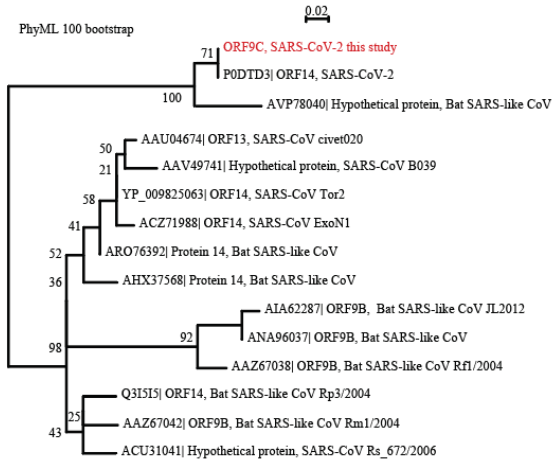 0.02
PhyML 100 bootstrap
71
ORF9C, SARS-CoV-2 this study
P0DTD3| ORF14, SARS-CoV-2
100
AVP78040| Hypothetical protein, Bat SARS-like CoV
AAU04674| ORF13, SARS-CoV civet020
50
AAV49741| Hypothetical protein, SARS-CoV B039
21
58
YP_009825063| ORF14, SARS-CoV Tor2
ACZ71988| ORF14, SARS-CoV ExoN1
41
52
ARO76392| Protein 14, Bat SARS-like CoV
36
AHX37568| Protein 14, Bat SARS-like CoV
AIA62287| ORF9B,  Bat SARS-like CoV JL2012
92
ANA96037| ORF9B, Bat SARS-like CoV
98
AAZ67038| ORF9B, Bat SARS-like CoV Rf1/2004
Q3I5I5| ORF14, Bat SARS-like CoV Rp3/2004
25
AAZ67042| ORF9B, Bat SARS-like CoV Rm1/2004
43
ACU31041| Hypothetical protein, SARS-CoV Rs_672/2006